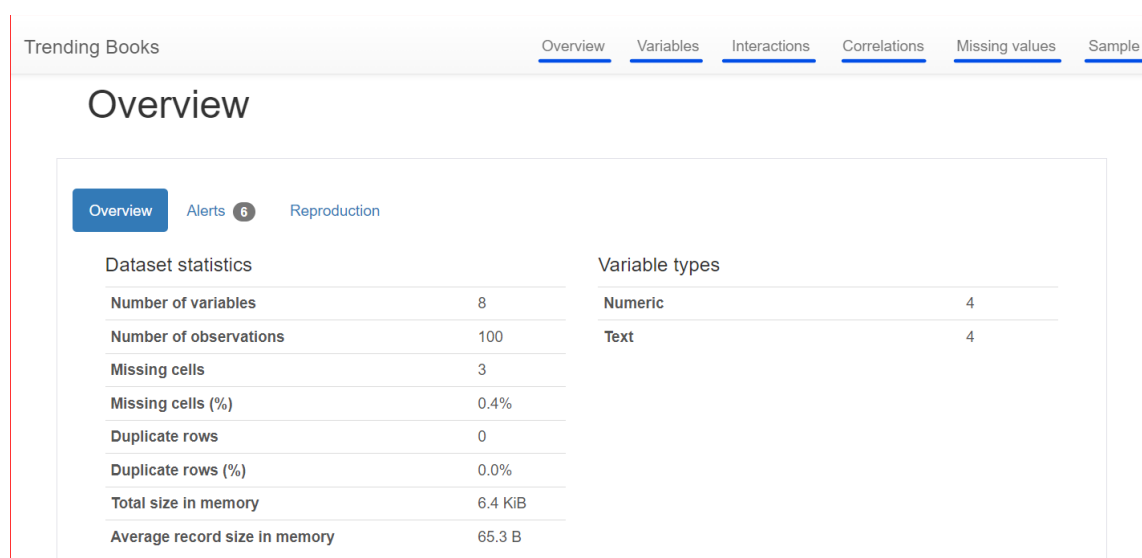 Trending Books Overview Variables Interactions Correlations Missing values Sample
Overview
Overview Alerts 6 Reproduction
Dataset statistics
Number of variables 8
Number of observations 100
Missing cells 3
Missing cells (%) 0.4%
Duplicate rows 0
Duplicate rows (%) 0.0%
Total size in memory 6.4 KiB
Average record size in memory 65.3 B
Variable types
Numeric 4
Text 4